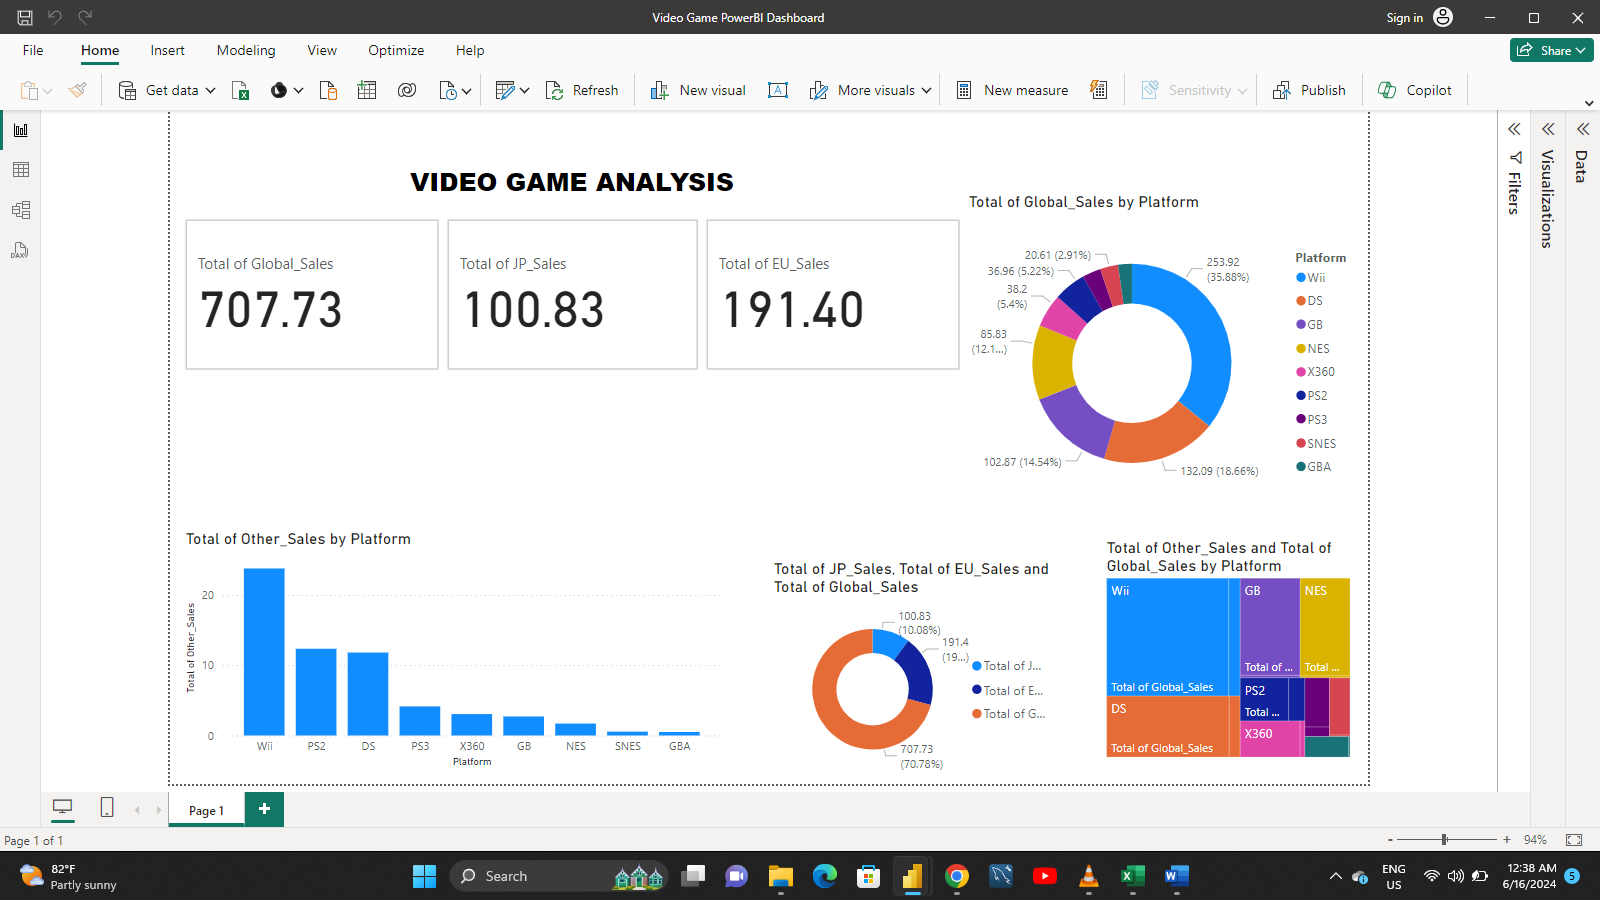 Video Game PowerBI Dashboard
Sign in
File
Home
Insert
Modeling
View
Optimize
Help
Share
Get data
Refresh
New visual
A
More visuals
New measure
Sensitivity
Publish
Copilot
DAX
VIDEO GAME ANALYSIS
Total of Global_Sales
707.73
Total of JP_Sales
100.83
Total of EU_Sales
191.40
Total of Global_Sales by Platform
20.61 (2.91%)
36.96 (5.22%)
38.2
(5.4%)
85.83
(12.1...)
102.87 (14.54%)
253.92
(35.88%)
132.09 (18.66%)
Platform
Wii
DS
GB
NES
X360
PS2
PS3
SNES
GBA
Filters
Visualizations
Data
Total of Other_Sales by Platform
Total of Other_Sales
20
10
0
Wii
PS2
DS
PS3
X360
GB
NES
SNES
GBA
Platform
Total of JP_Sales, Total of EU_Sales and
Total of Global_Sales
100.83
(10.08%)
191.4
(19...)
707.73
(70.78%)
Total of J...
Total of E...
Total of G...
Total of Other_Sales and Total of
Global_Sales by Platform
Wii
Total of Global_Sales
DS
Total of Global_Sales
GB
Total of ...
NES
Total ...
PS2
Total ...
X360
Page 1
+
Page 1 of 1
- + 94%
82°F
Partly sunny
Search
X
W
ENG
US
12:38 AM
6/16/2024
5